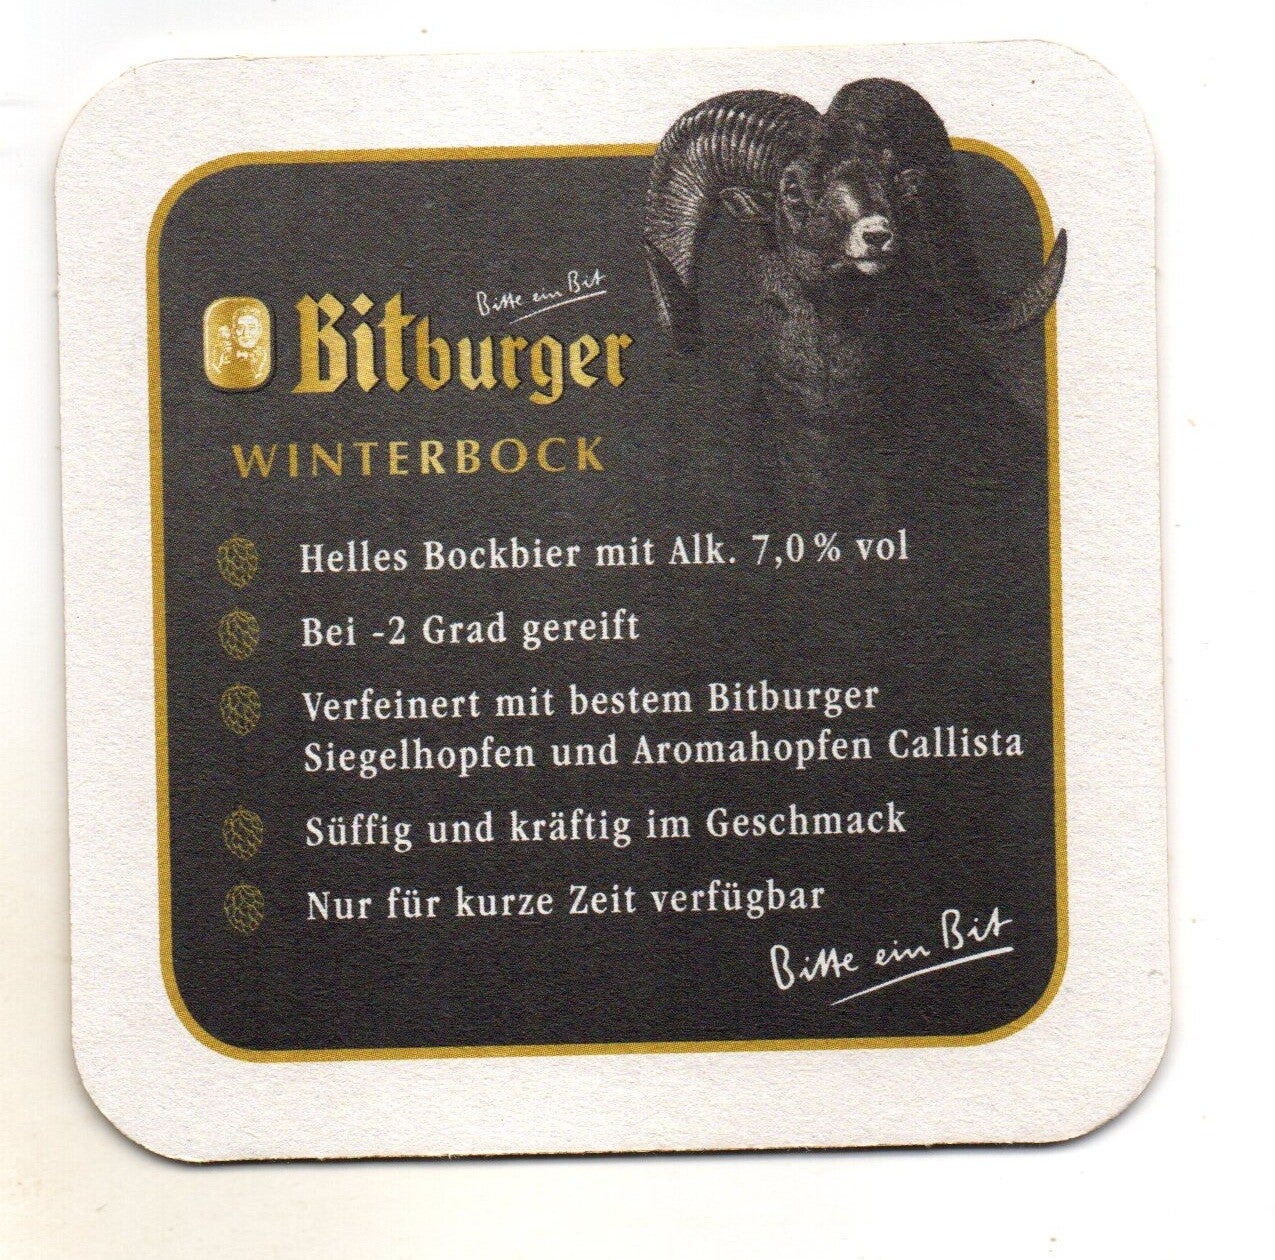 Bitte ein Bit
Bitburger
WINTERBOCK
Helles Bockbier mit Alk. 7,0% vol
Bei -2 Grad gereift
Verfeinert mit bestem Bitburger
Siegelhopfen und Aromahopfen Callista
Süffig und kräftig im Geschmack
Nur für kurze Zeit verfügbar
Bitte ein Bit